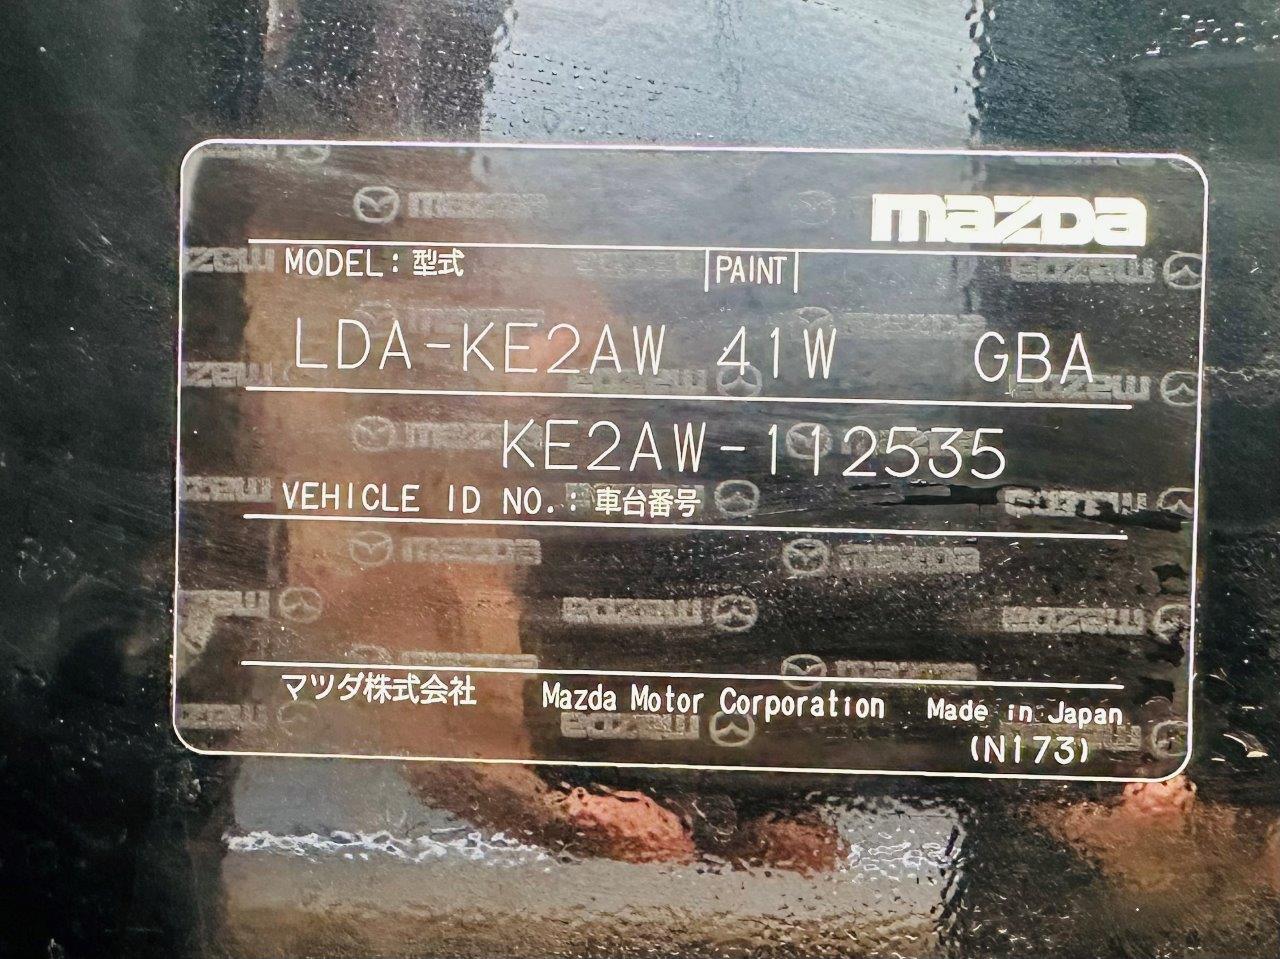 mazda
MODEL : 型式 PAINT
LDA-KE2AW 41W GBA
KE2AW-112535
VEHICLE ID NO. : 車台番号
マツダ株式会社 Mazda Motor Corporation Made in Japan
(N173)